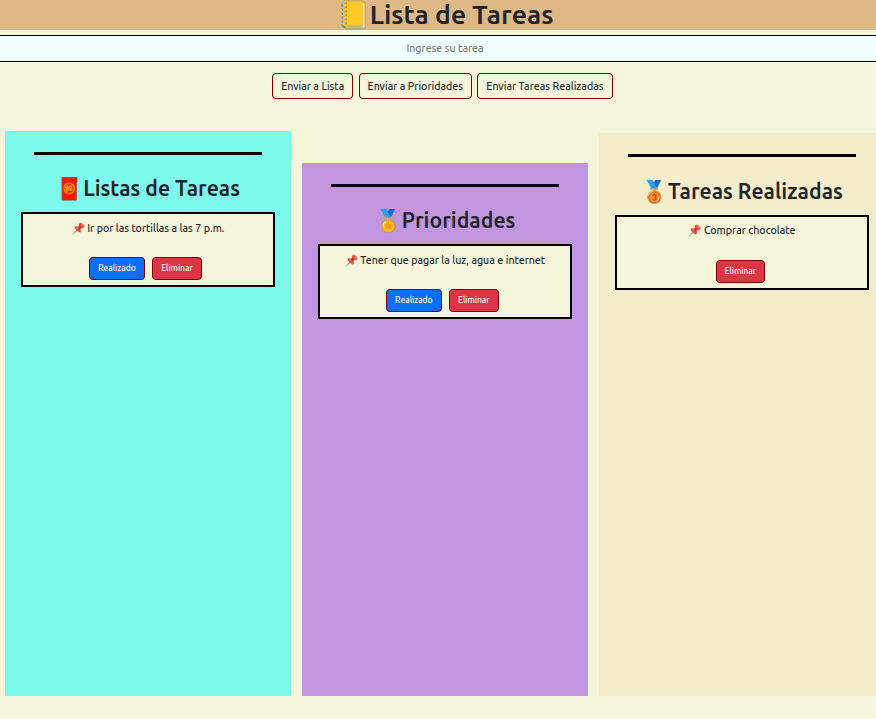 Lista de Tareas
Ingrese su tarea
Enviar a Lista
Enviar a Prioridades
Enviar Tareas Realizadas
Listas de Tareas
Ir por las tortillas a las 7 p.m.
Realizado
Eliminar
Prioridades
Tener que pagar la luz, agua e internet
Realizado
Eliminar
Tareas Realizadas
Comprar chocolate
Eliminar